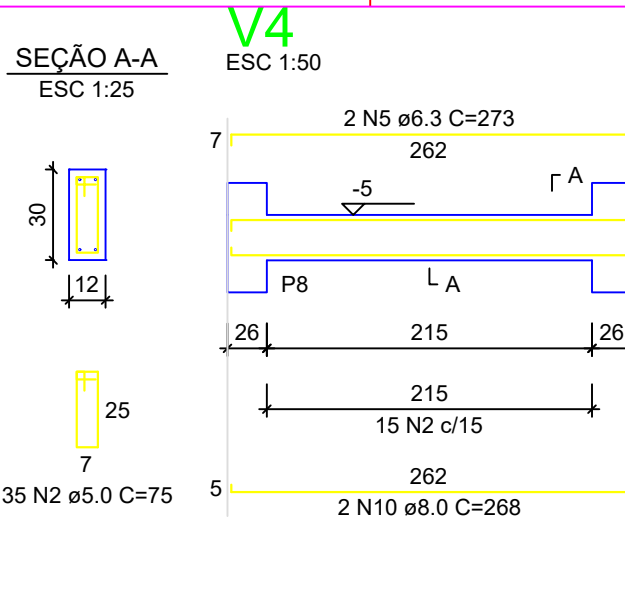 V4
ESC 1:50
SEÇÃO A-A
ESC 1:25
2 N5 ø6.3 C=273
7
262
A
-5
30
12
P8
A
26
215
26
215
15 N2 c/15
25
7
35 N2 ø5.0 C=75
262
5
2 N10 ø8.0 C=268